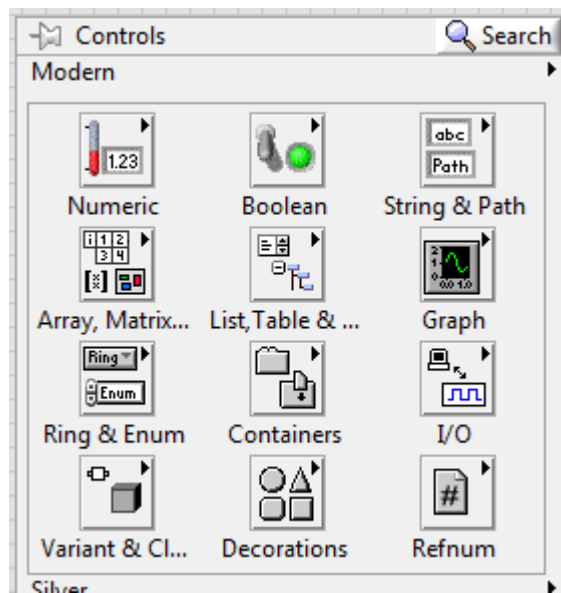 Controls Search
Modern
1.23 abc
Path
Numeric Boolean String & Path
i 1 2
3 4
Array, Matrix... List,Table & ... Graph
Ring
Enum
Ring & Enum Containers I/O
#
Variant & Cl... Decorations Refnum
Silver